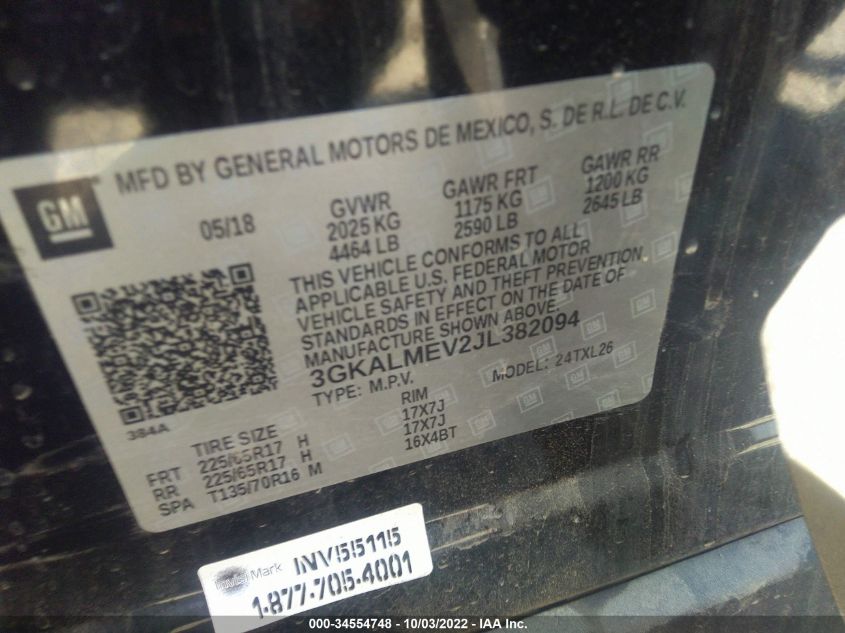 MFD BY GENERAL MOTORS DE MEXICO, S. DE R.L. DE C.V.
GM
05/18
GVWR
2025 KG
4464 LB
GAWR FRT
1175 KG
2590 LB
GAWR RR
1200 KG
2645 LB
THIS VEHICLE CONFORMS TO ALL
APPLICABLE U.S. FEDERAL MOTOR
VEHICLE SAFETY AND THEFT PREVENTION
STANDARDS IN EFFECT ON THE DATE OF
MANUFACTURE SHOWN ABOVE.
3GKALMEV2JL382094
TYPE: M.P.V. MODEL: 24TXL26
384A
TIRE SIZE RIM
FRT 225/65R17 H 17X7J
RR 225/65R17 H 17X7J
SPA T135/70R16 M 16X4BT
InvisiMark INV55115
1-877-705-4001
000-34554748 - 10/03/2022 - IAA Inc.